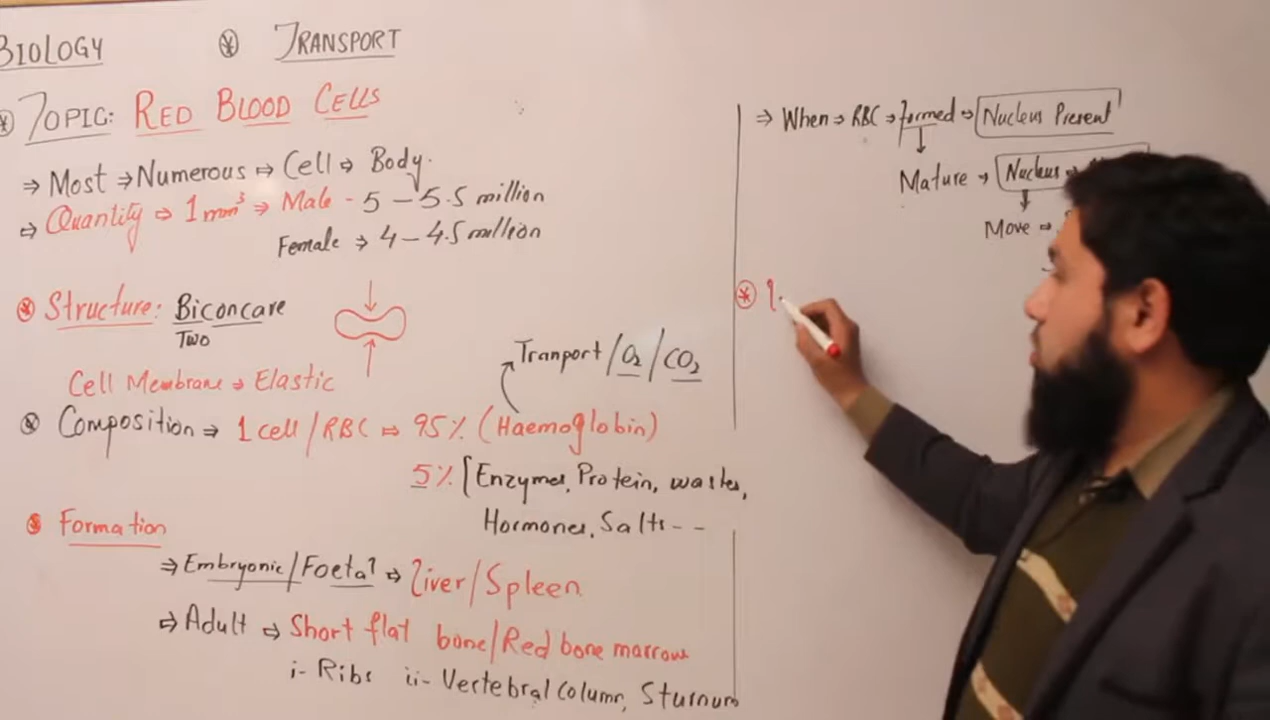 BIOLOGY
TRANSPORT
TOPIC: RED BLOOD CELLS
⇒ Most → Numerous ⇒ Cell ⇒ Body.
⇒ Quantity ⇒ 1 mm³ ⇒ Male - 5 – 5.5 million
Female → 4 – 4.5 million
Structure: Biconcave
Two
Cell Membrane → Elastic
Tranport / O₂ / CO₂
Composition ⇒ 1 cell / RBC ⇒ 95% (Haemoglobin)
5% [Enzymes, Protein, wastes,
Hormones, Salts - -
Formation
⇒ Embryonic/Foetal ⇒ Liver/Spleen
⇒ Adult ⇒ Short flat bone/Red bone marrow
i- Ribs ii- Vertebral Column, Sturnum
⇒ When → RBC → formed → Nucleus Present
Mature → Nucleus →
Move ⇒